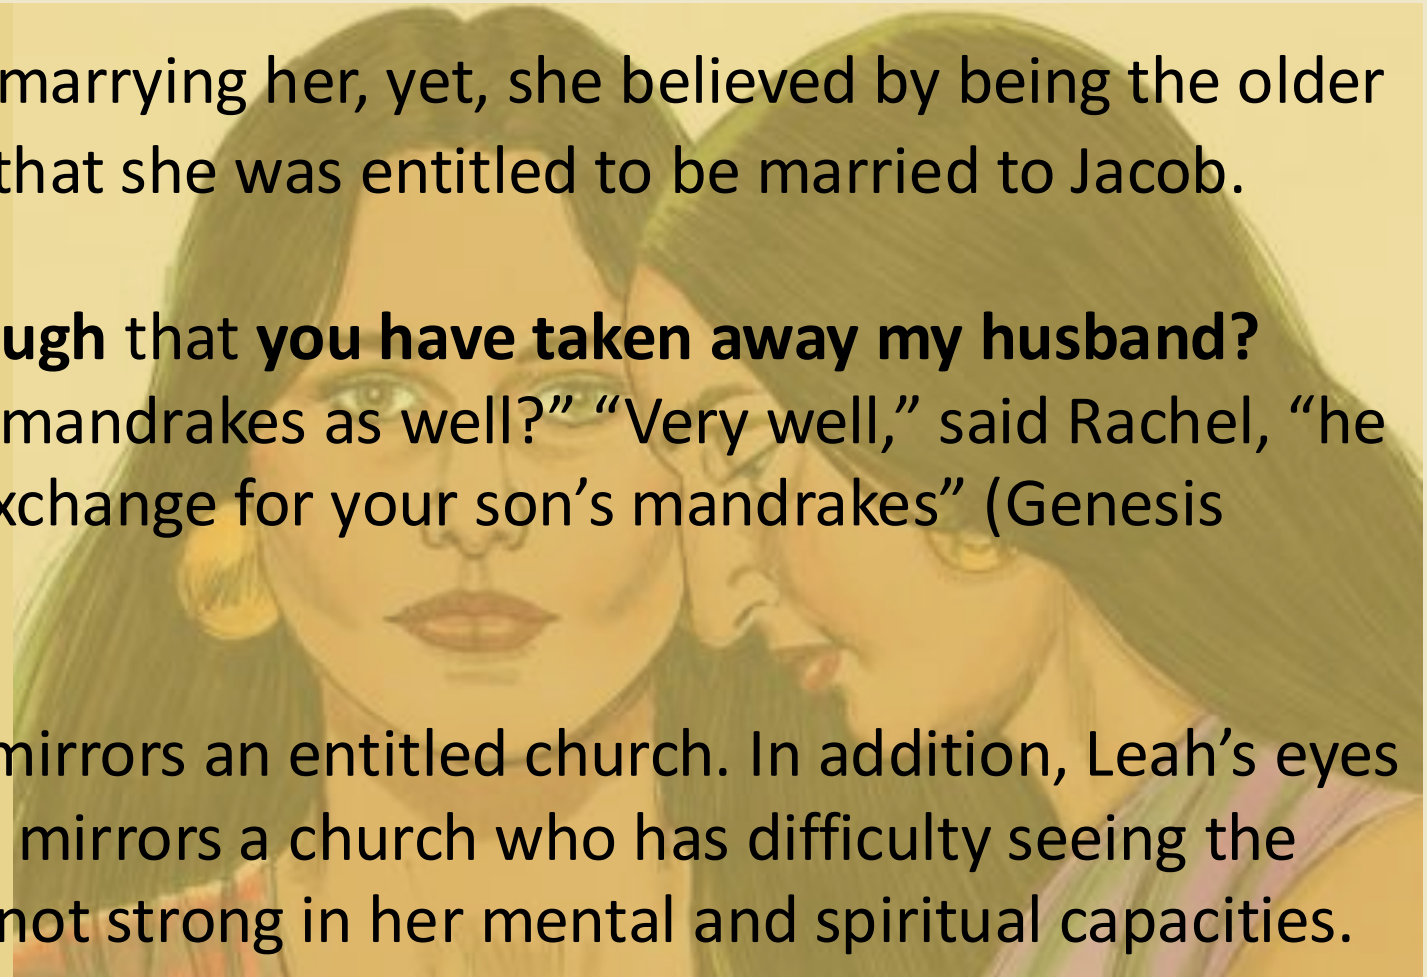 marrying her, yet, she believed by being the older
that she was entitled to be married to Jacob.
ugh that you have taken away my husband?
mandrakes as well?” “Very well,” said Rachel, “he
xchange for your son’s mandrakes” (Genesis
mirrors an entitled church. In addition, Leah’s eyes
mirrors a church who has difficulty seeing the
not strong in her mental and spiritual capacities.